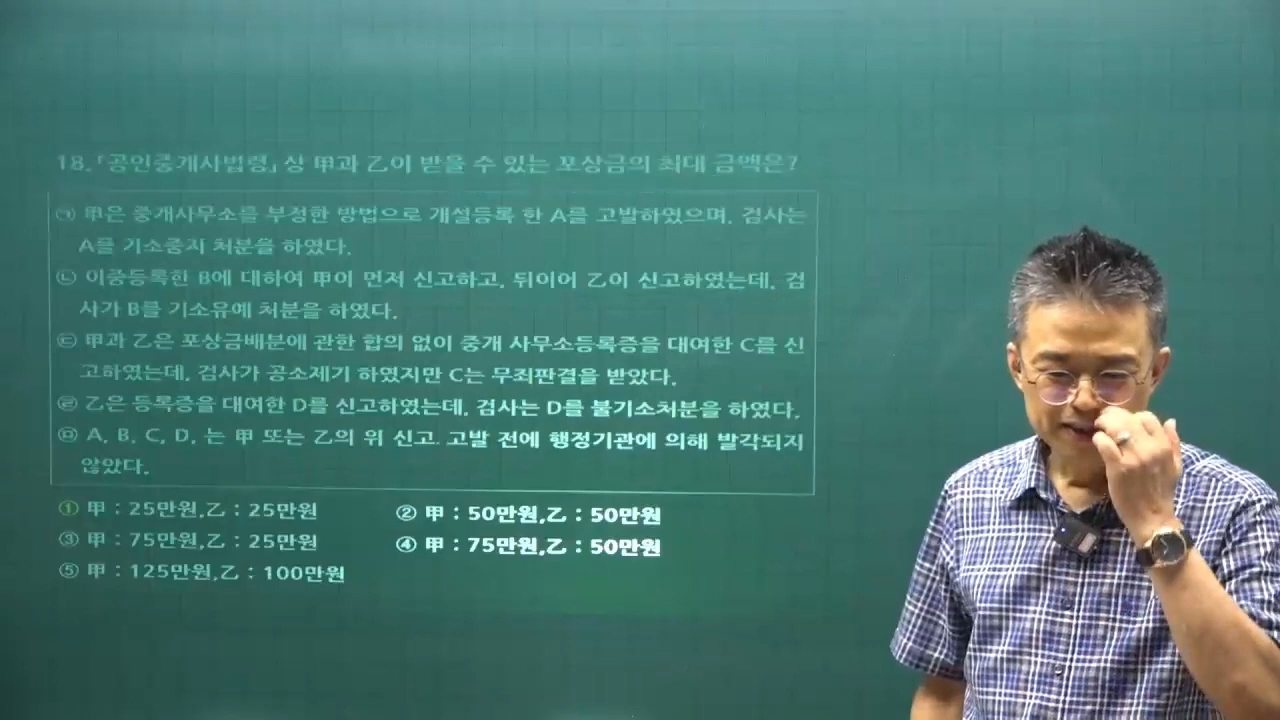 18.「공인중개사법령」 상 甲과 乙이 받을 수 있는 포상금의 최대 금액은?
㉠ 甲은 중개사무소를 부정한 방법으로 개설등록 한 A를 고발하였으며, 검사는
A를 기소중지 처분을 하였다.
㉡ 이중등록한 B에 대하여 甲이 먼저 신고하고, 뒤이어 乙이 신고하였는데, 검
사가 B를 기소유예 처분을 하였다.
㉢ 甲과 乙은 포상금배분에 관한 합의 없이 중개 사무소등록증을 대여한 C를 신
고하였는데, 검사가 공소제기 하였지만 C는 무죄판결을 받았다.
㉣ 乙은 등록증을 대여한 D를 신고하였는데, 검사는 D를 불기소처분을 하였다.
㉤ A, B, C, D, 는 甲 또는 乙의 위 신고. 고발 전에 행정기관에 의해 발각되지
않았다.
① 甲 : 25만원,乙 : 25만원 ② 甲 : 50만원,乙 : 50만원
③ 甲 : 75만원,乙 : 25만원 ④ 甲 : 75만원,乙 : 50만원
⑤ 甲 : 125만원,乙 : 100만원